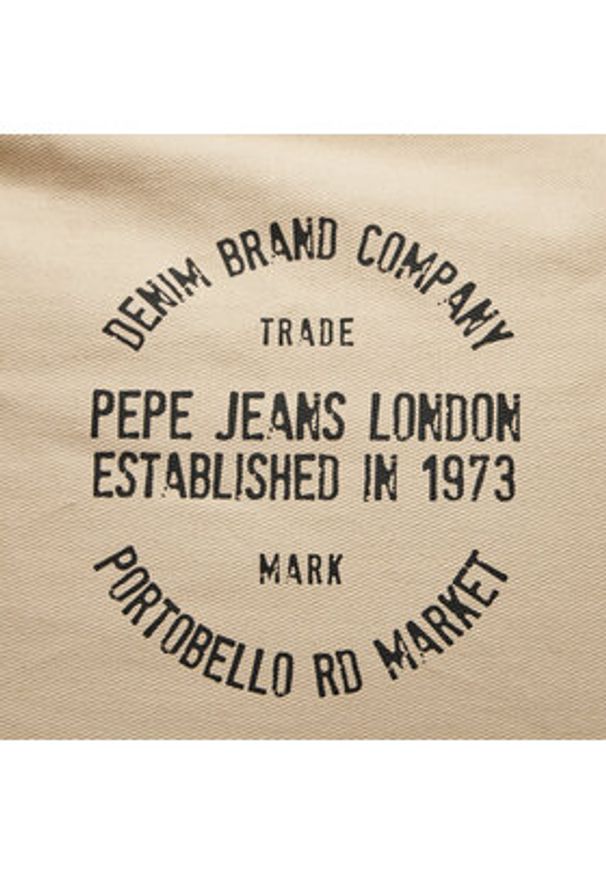 DENIM BRAND COMPANY
TRADE
PEPE JEANS LONDON
ESTABLISHED IN 1973
MARK
PORTOBELLO RD MARKET